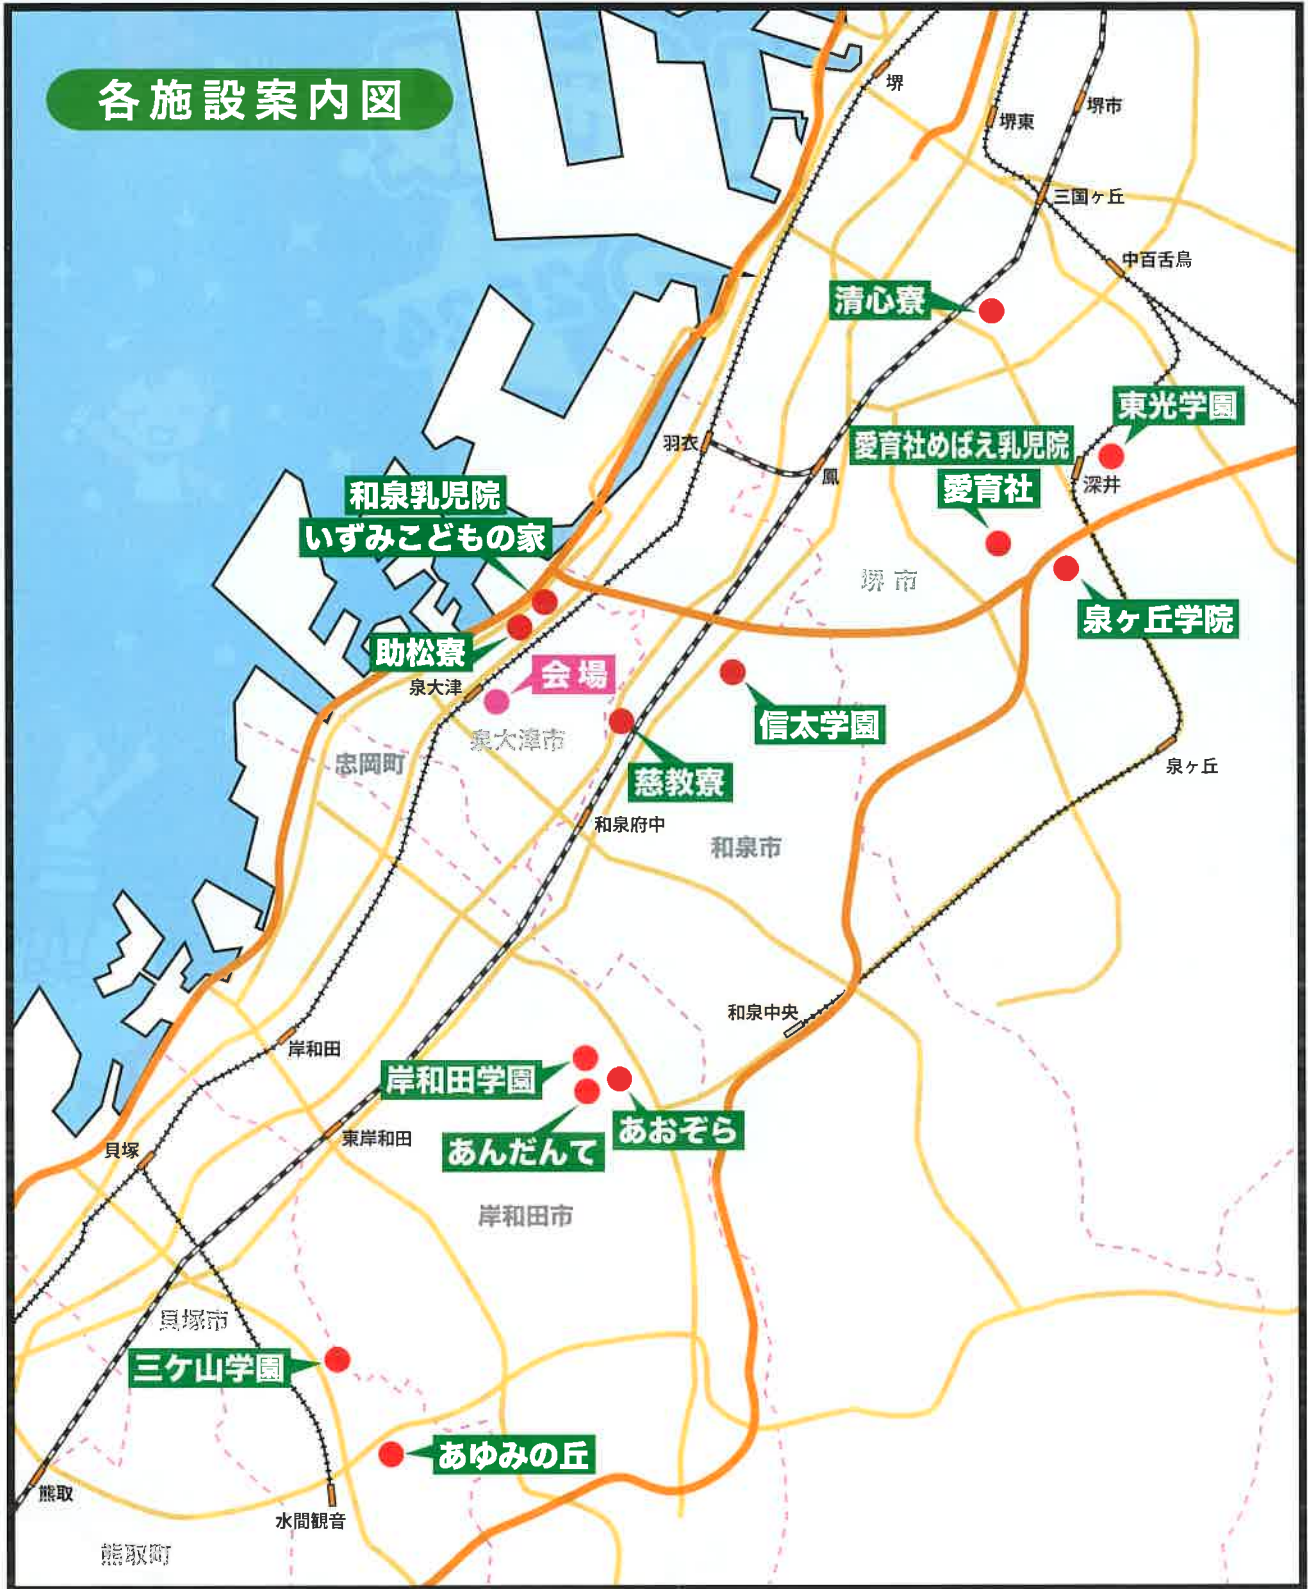 各施設案内図
堺
堺東
堺市
三国ヶ丘
中百舌鳥
清心寮
東光学園
羽衣
鳳
愛育社めばえ乳児院
愛育社
深井
和泉乳児院
いずみこどもの家
堺市
泉ヶ丘学院
助松寮
会場
泉大津
信太学園
泉大津市
忠岡町
慈教寮
泉ヶ丘
和泉府中
和泉市
和泉中央
岸和田
岸和田学園
あおぞら
東岸和田
あんだんて
貝塚
岸和田市
貝塚市
三ケ山学園
あゆみの丘
熊取
水間観音
熊取町